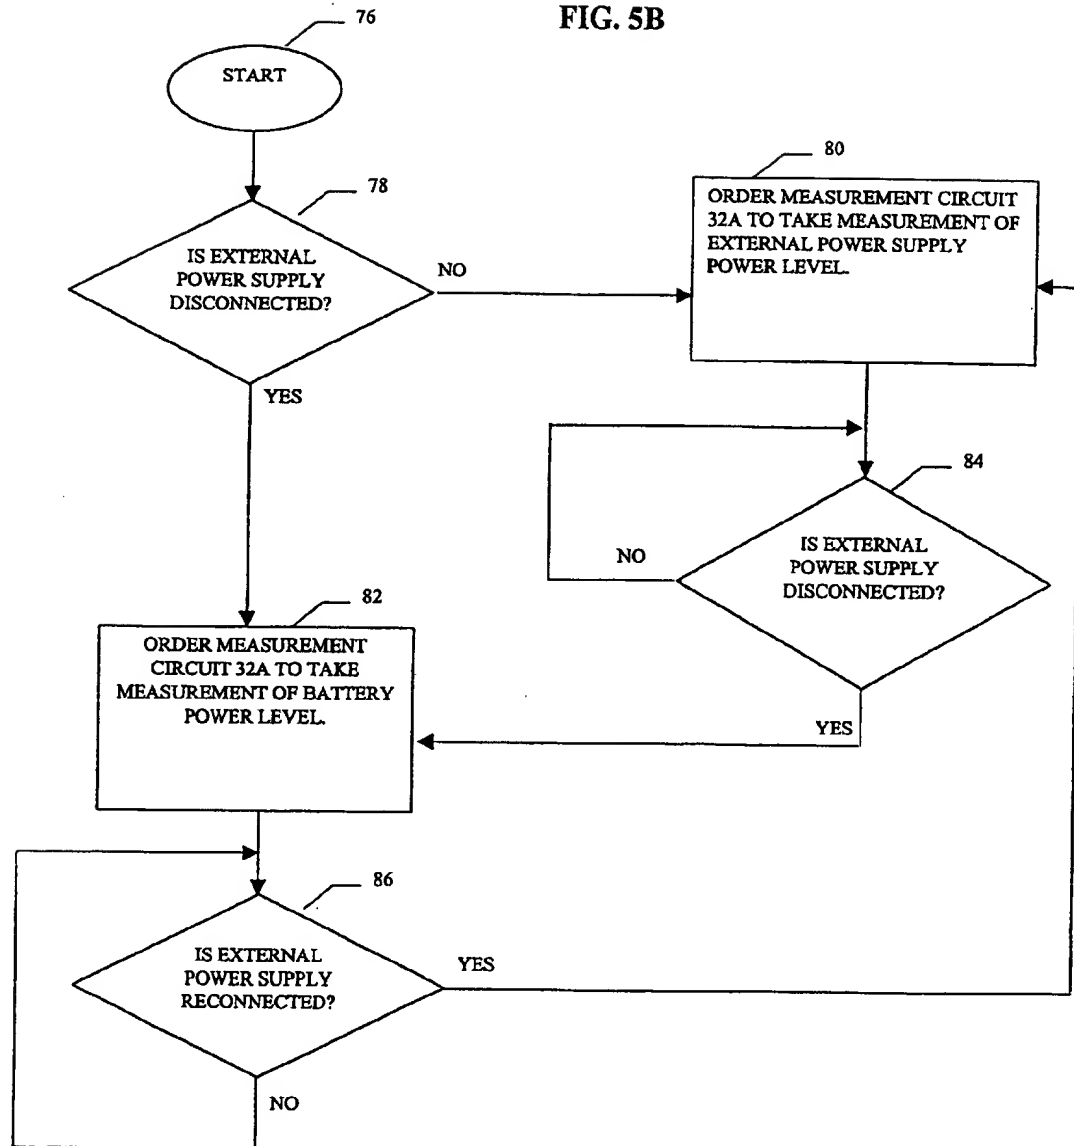 FIG. 5B
76
START
78
IS EXTERNAL
POWER SUPPLY
DISCONNECTED?
NO
YES
80
ORDER MEASUREMENT CIRCUIT
32A TO TAKE MEASUREMENT OF
EXTERNAL POWER SUPPLY
POWER LEVEL.
84
IS EXTERNAL
POWER SUPPLY
DISCONNECTED?
NO
YES
82
ORDER MEASUREMENT
CIRCUIT 32A TO TAKE
MEASUREMENT OF BATTERY
POWER LEVEL.
86
IS EXTERNAL
POWER SUPPLY
RECONNECTED?
YES
NO